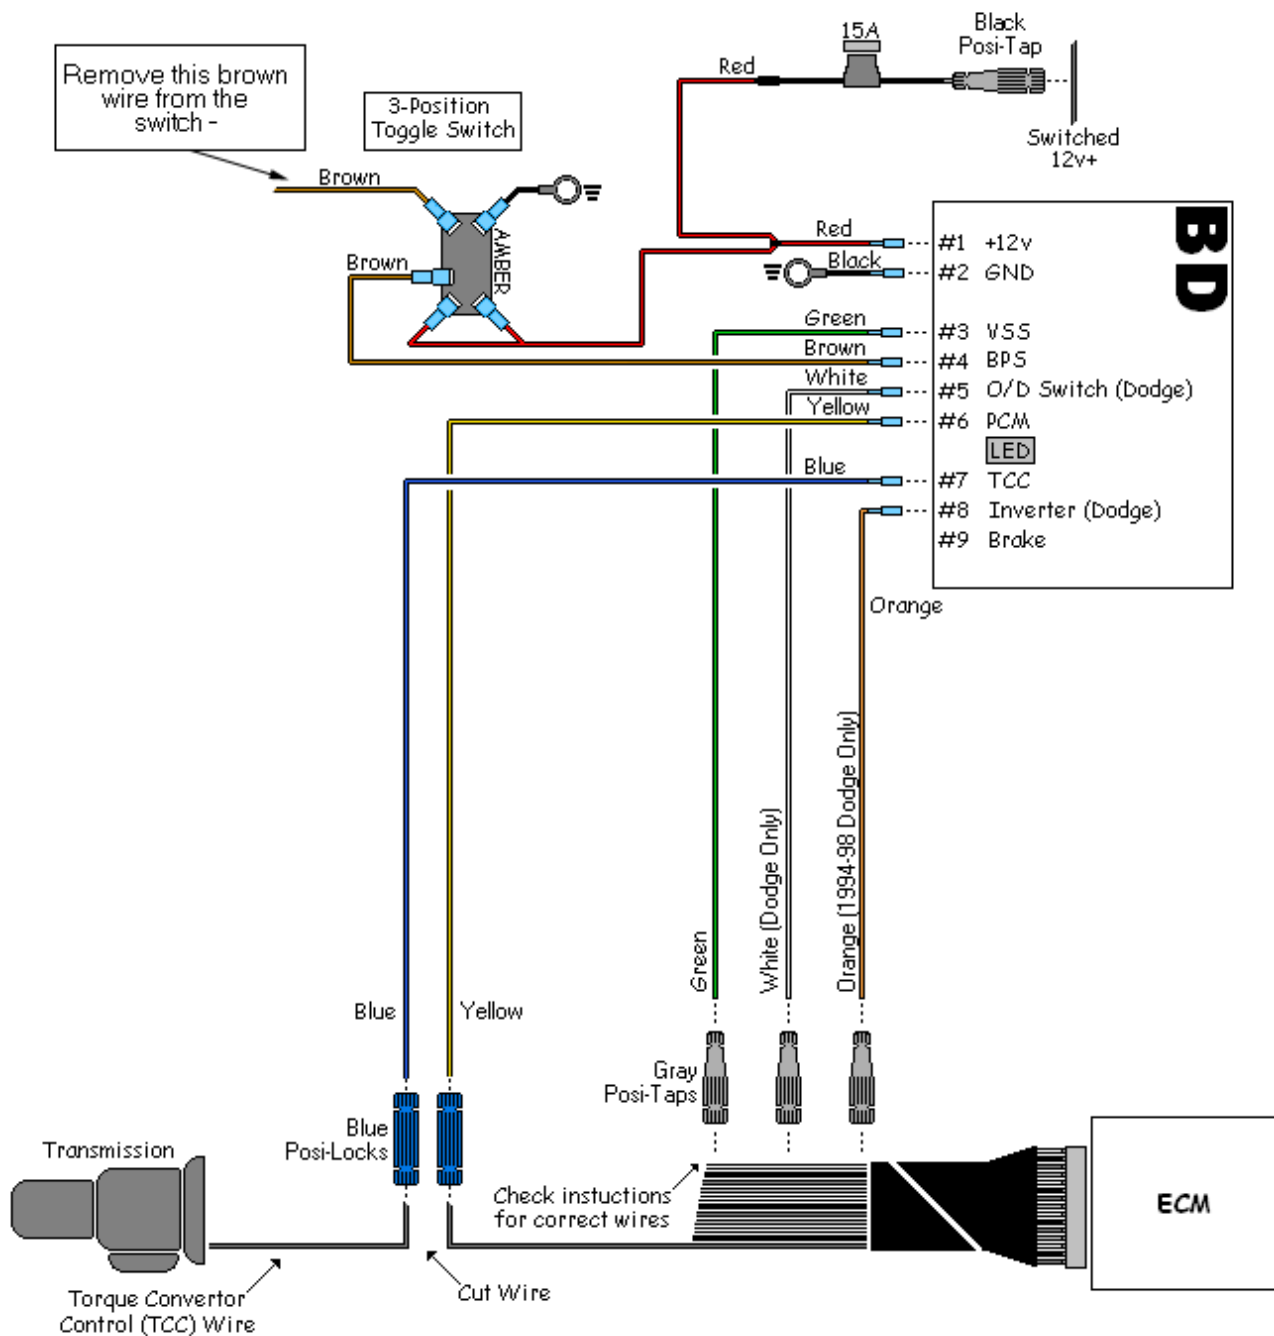 15A
Black
Posi-Tap
Red
Switched
12v+
Remove this brown
wire from the
switch -
3-Position
Toggle Switch
Brown
AMBER
Brown
BD
Red
#1 +12v
Black
#2 GND
Green
#3 VSS
Brown
#4 BPS
White
#5 O/D Switch (Dodge)
Yellow
#6 PCM
LED
Blue
#7 TCC
#8 Inverter (Dodge)
#9 Brake
Orange
Green
White (Dodge Only)
Orange (1994-98 Dodge Only)
Blue
Yellow
Gray
Posi-Taps
Blue
Posi-Locks
Transmission
Check instuctions
for correct wires
ECM
Cut Wire
Torque Convertor
Control (TCC) Wire